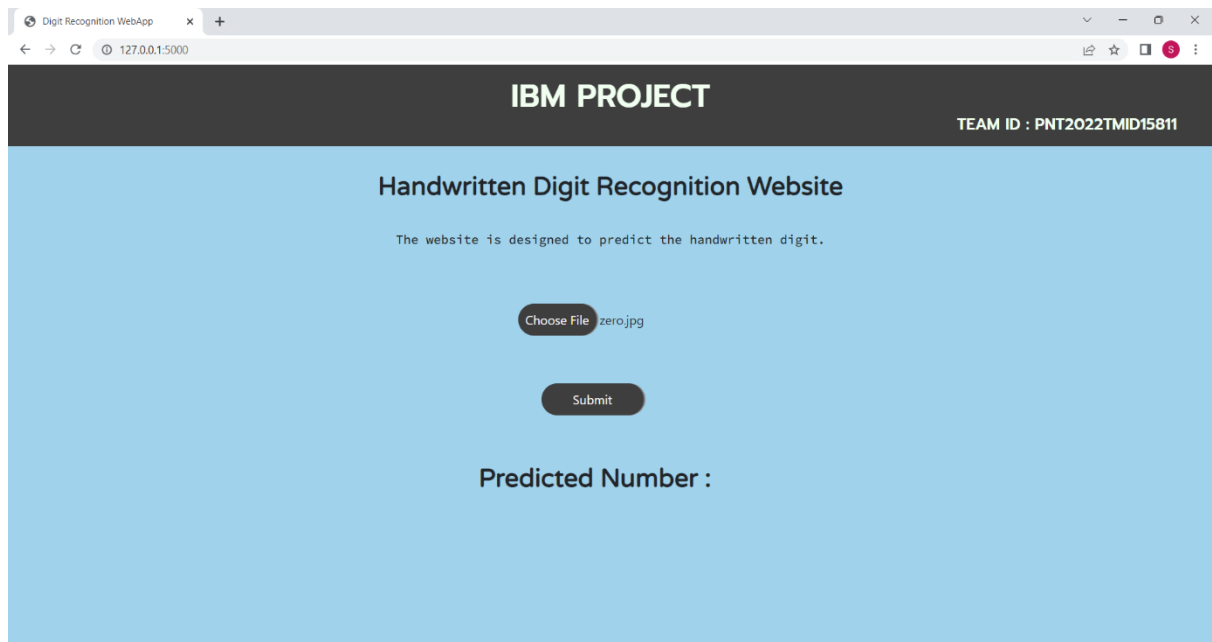 Digit Recognition WebApp
127.0.0.1:5000
S
IBM PROJECT
TEAM ID : PNT2022TMID15811
Handwritten Digit Recognition Website
The website is designed to predict the handwritten digit.
Choose File zero.jpg
Submit
Predicted Number :